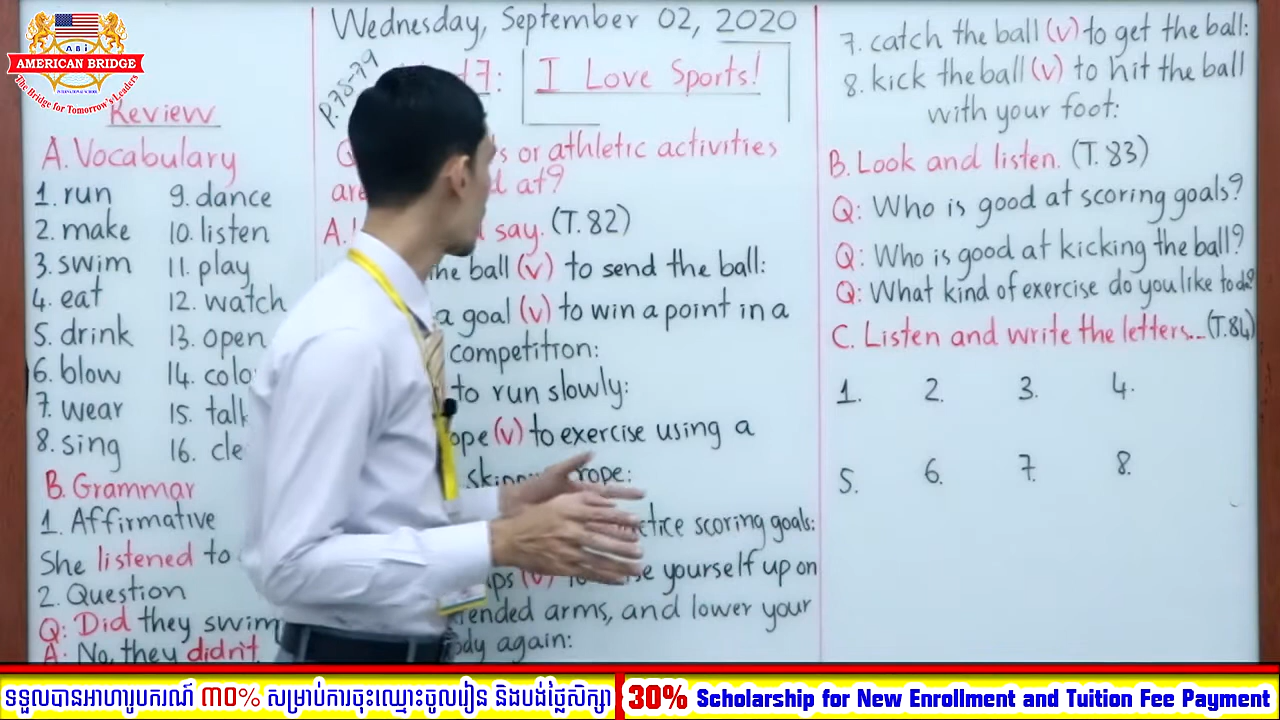 ABI
AMERICAN BRIDGE
INTERNATIONAL SCHOOL
The Bridge for Tomorrow's Leaders
Review
A. Vocabulary
1. run
2. make
3. swim
4. eat
5. drink
6. blow
7. wear
8. sing
9. dance
10. listen
11. play
12. watch
13. open
14.
15. talk
16.
B. Grammar
1. Affirmative
She listened to
2. Question
Q: Did they swim
A: No, they didn't.
Wednesday, September 02, 2020
P.78-79
7: I Love Sports!
Q or athletic activities
at?
A. say. (T.82)
ball (v) to send the ball:
a goal (v) to win a point in a
competition:
to run slowly:
(v) to exercise using a
rope:
scoring goals:
(v) yourself up on
arms, and lower your
again:
7. catch the ball (v) to get the ball:
8. kick the ball (v) to hit the ball
with your foot:
B. Look and listen. (T.83)
Q: Who is good at scoring goals?
Q: Who is good at kicking the ball?
Q: What kind of exercise do you like to do?
C. Listen and write the letters... (T.84)
1. 2. 3. 4.
5. 6. 7. 8.
ទទួលបានអាហារូបករណ៍ ៣០% សម្រាប់ការចុះឈ្មោះចូលរៀន និងបង់ថ្លៃសិក្សា
30% Scholarship for New Enrollment and Tuition Fee Payment